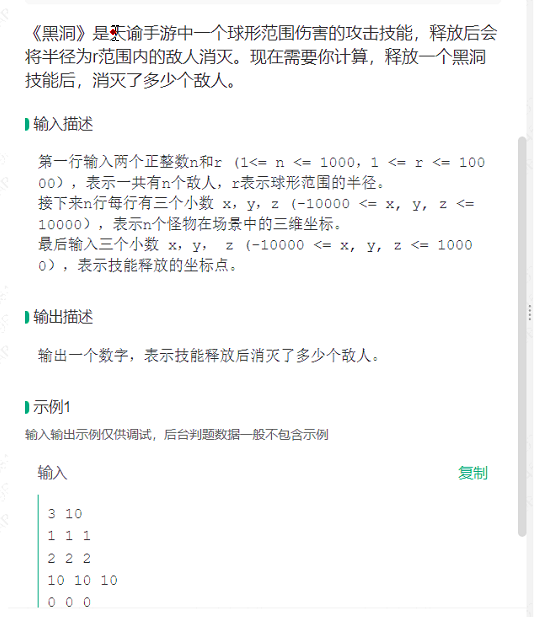 《黑洞》是天谕手游中一个球形范围伤害的攻击技能，释放后会
将半径为r范围内的敌人消灭。现在需要你计算，释放一个黑洞
技能后，消灭了多少个敌人。
输入描述
第一行输入两个正整数n和r (1<= n <= 1000，1 <= r <= 100
00)，表示一共有n个敌人，r表示球形范围的半径。
接下来n行每行有三个小数 x，y，z (-10000 <= x, y, z <=
10000)，表示n个怪物在场景中的三维坐标。
最后输入三个小数 x，y， z (-10000 <= x, y, z <= 1000
0)，表示技能释放的坐标点。
输出描述
输出一个数字，表示技能释放后消灭了多少个敌人。
示例1
输入输出示例仅供调试，后台判题数据一般不包含示例
输入
复制
3 10
1 1 1
2 2 2
10 10 10
0 0 0